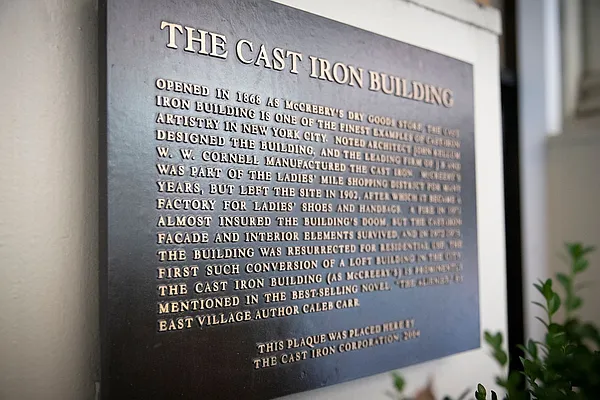 THE CAST IRON BUILDING
OPENED IN 1868 AS McCREERY'S DRY GOODS STORE, THE CAST
IRON BUILDING IS ONE OF THE FINEST EXAMPLES OF CAST-IRON
ARTISTRY IN NEW YORK CITY. NOTED ARCHITECT JOHN KELLUM
DESIGNED THE BUILDING, AND THE LEADING FIRM OF J.B. AND
W. W. CORNELL MANUFACTURED THE CAST IRON. McCREERY'S
WAS PART OF THE LADIES' MILE SHOPPING DISTRICT FOR MANY
YEARS, BUT LEFT THE SITE IN 1902, AFTER WHICH IT BECAME A
FACTORY FOR LADIES' SHOES AND HANDBAGS. A FIRE IN 1971
ALMOST INSURED THE BUILDING'S DOOM, BUT THE CAST-IRON
FACADE AND INTERIOR ELEMENTS SURVIVED, AND IN
THE BUILDING WAS RESURRECTED FOR RESIDENTIAL USE, THE
FIRST SUCH CONVERSION OF A LOFT BUILDING IN THE CITY.
THE CAST IRON BUILDING (AS McCREERY'S) IS PROMINENTLY
MENTIONED IN THE BEST-SELLING NOVEL "THE ALIENIST," BY
EAST VILLAGE AUTHOR CALEB CARR.
THIS PLAQUE WAS PLACED HERE BY
THE CAST IRON CORPORATION, 2004